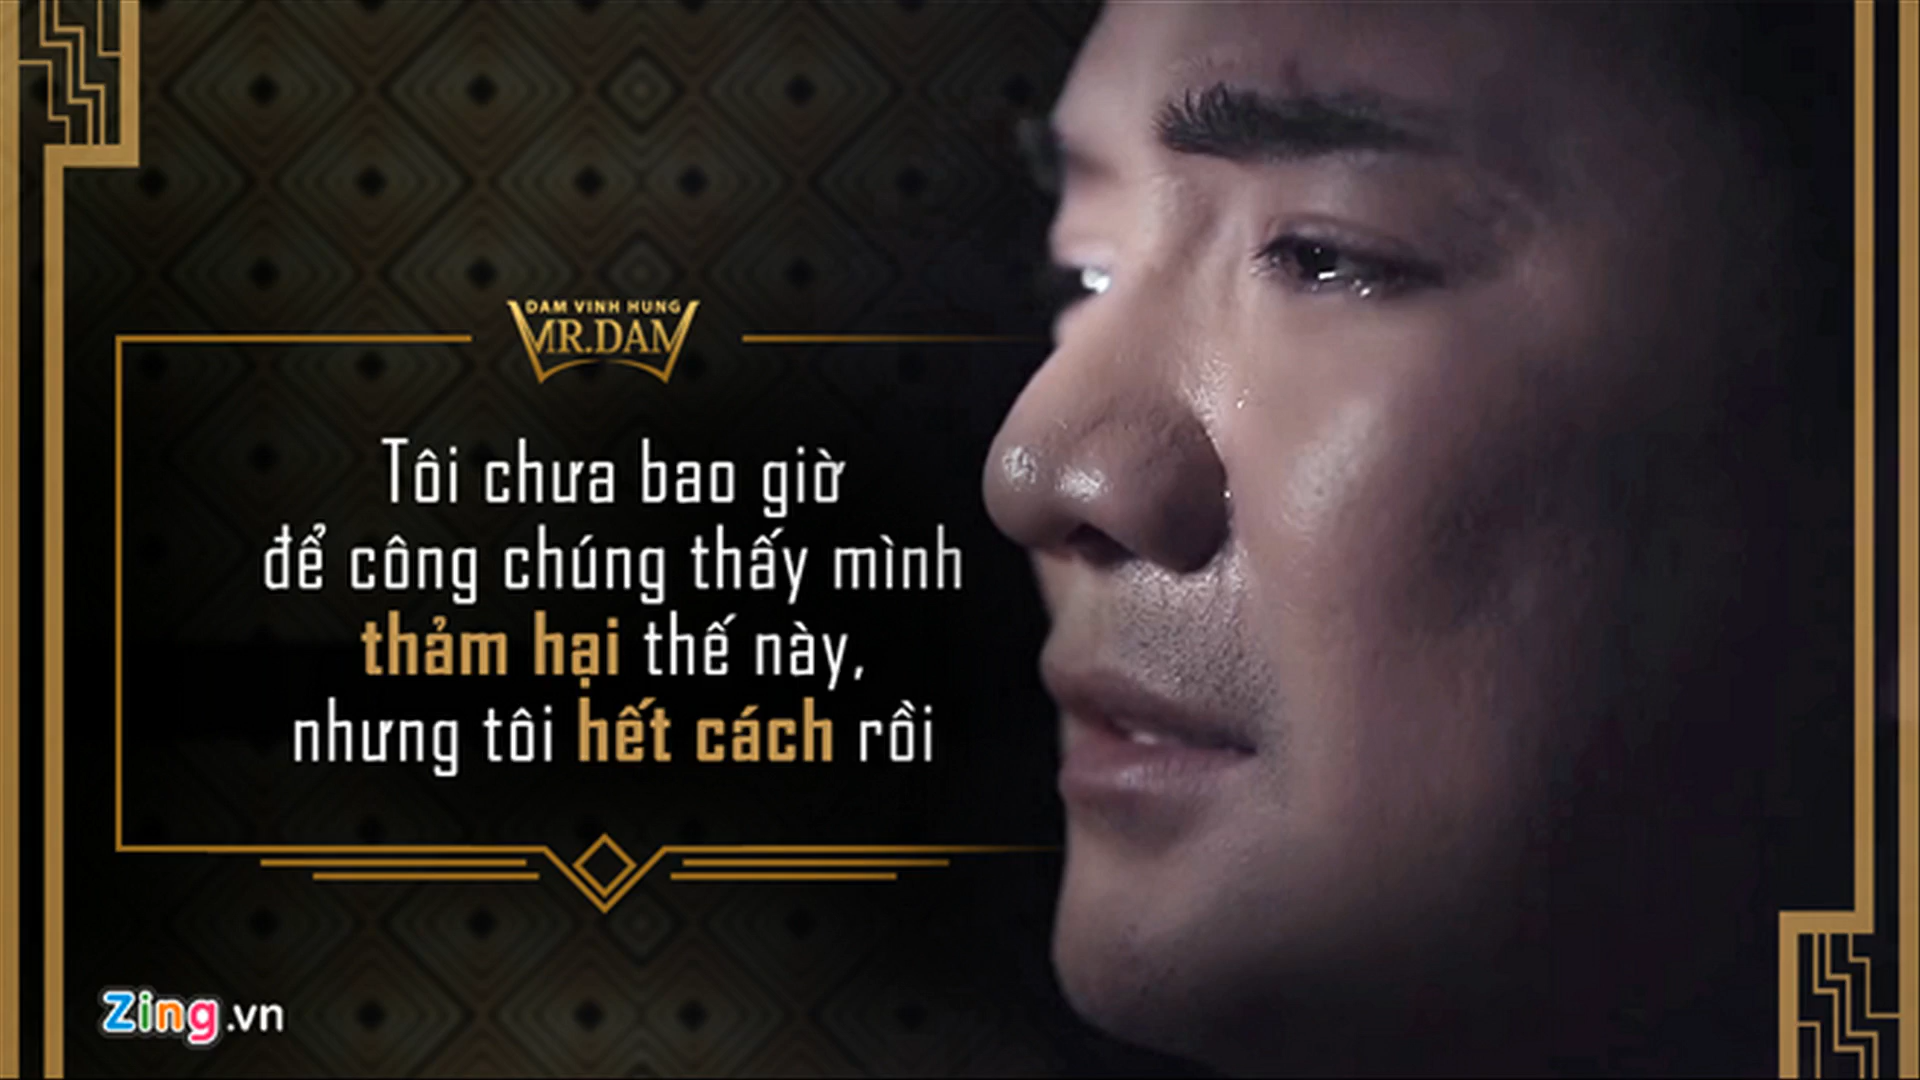 DAM VINH HUNG
MR.DAM
Tôi chưa bao giờ
để công chúng thấy mình
thảm hại thế này,
nhưng tôi hết cách rồi
Zing.vn